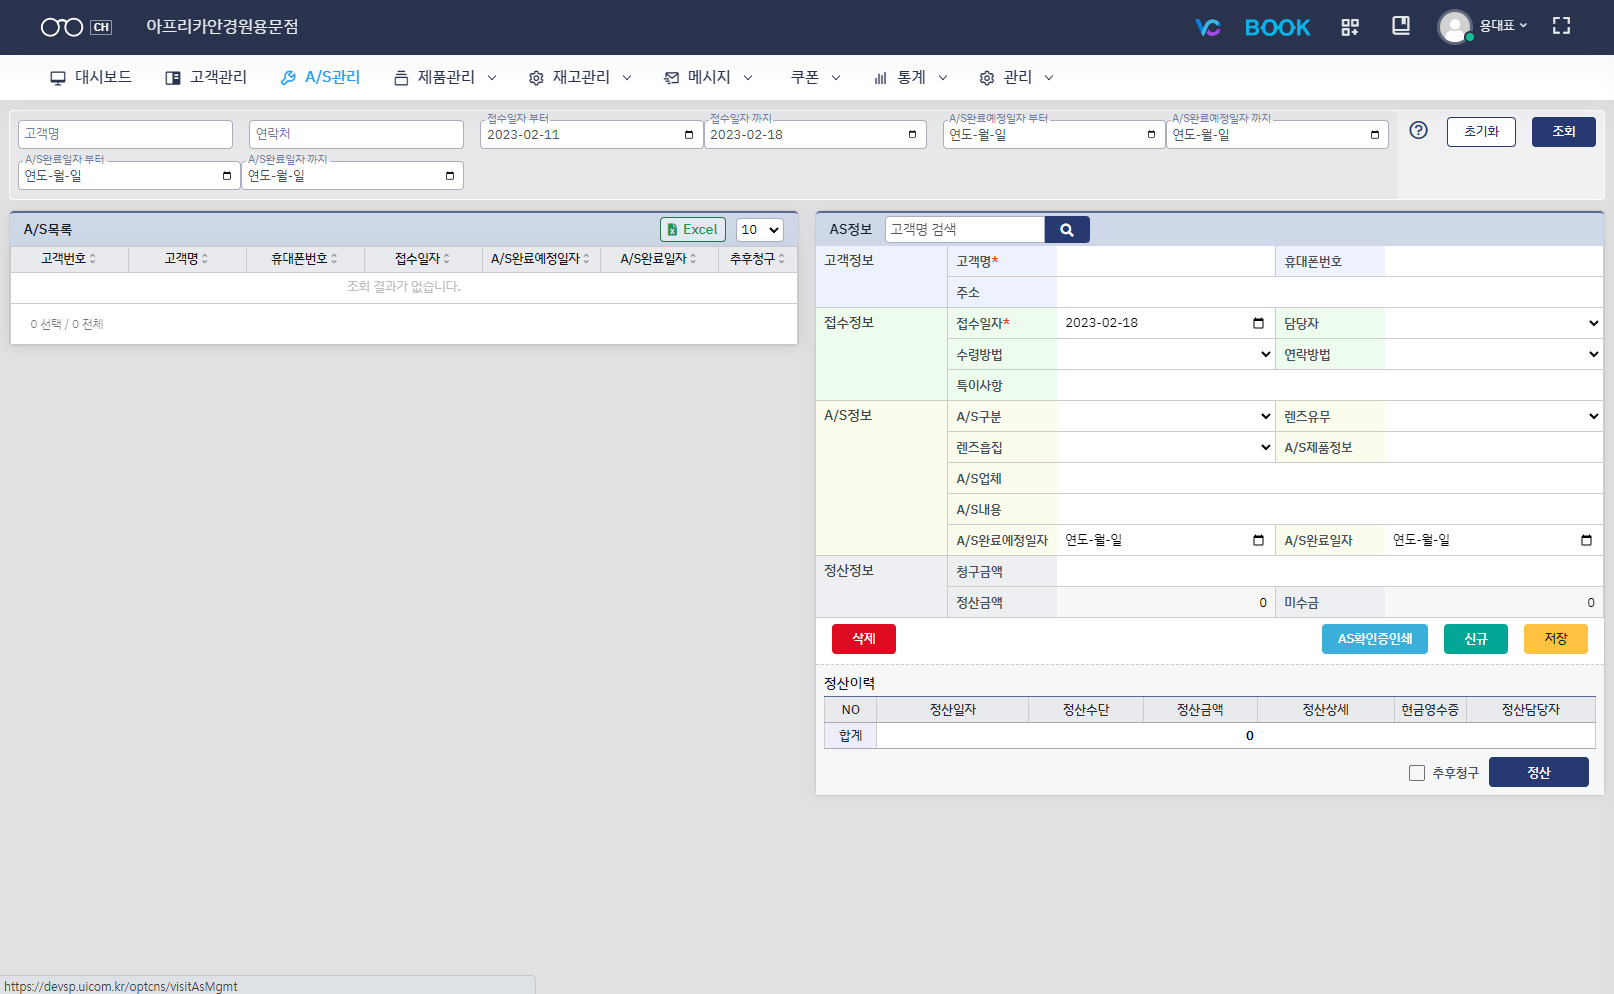 CH 아프리카안경원용문점 VC BOOK 용대표
대시보드 고객관리 A/S관리 제품관리 재고관리 메시지 쿠폰 통계 관리
고객명 연락처 접수일자 부터 2023-02-11 접수일자 까지 2023-02-18 A/S완료예정일자 부터 연도-월-일 A/S완료예정일자 까지 연도-월-일 초기화 조회
A/S완료일자 부터 연도-월-일 A/S완료일자 까지 연도-월-일
A/S목록 Excel 10
고객번호 고객명 휴대폰번호 접수일자 A/S완료예정일자 A/S완료일자 추후청구
조회 결과가 없습니다.
0 선택 / 0 전체
AS정보 고객명 검색
고객정보 고객명* 휴대폰번호
주소
접수정보 접수일자* 2023-02-18 담당자
수령방법 연락방법
특이사항
A/S정보 A/S구분 렌즈유무
렌즈흠집 A/S제품정보
A/S업체
A/S내용
A/S완료예정일자 연도-월-일 A/S완료일자 연도-월-일
정산정보 청구금액
정산금액 0 미수금 0
삭제 AS확인증인쇄 신규 저장
정산이력
NO 정산일자 정산수단 정산금액 정산상세 현금영수증 정산담당자
합계 0
추후청구 정산
https://devsp.uicom.kr/optcns/visitAsMgmt